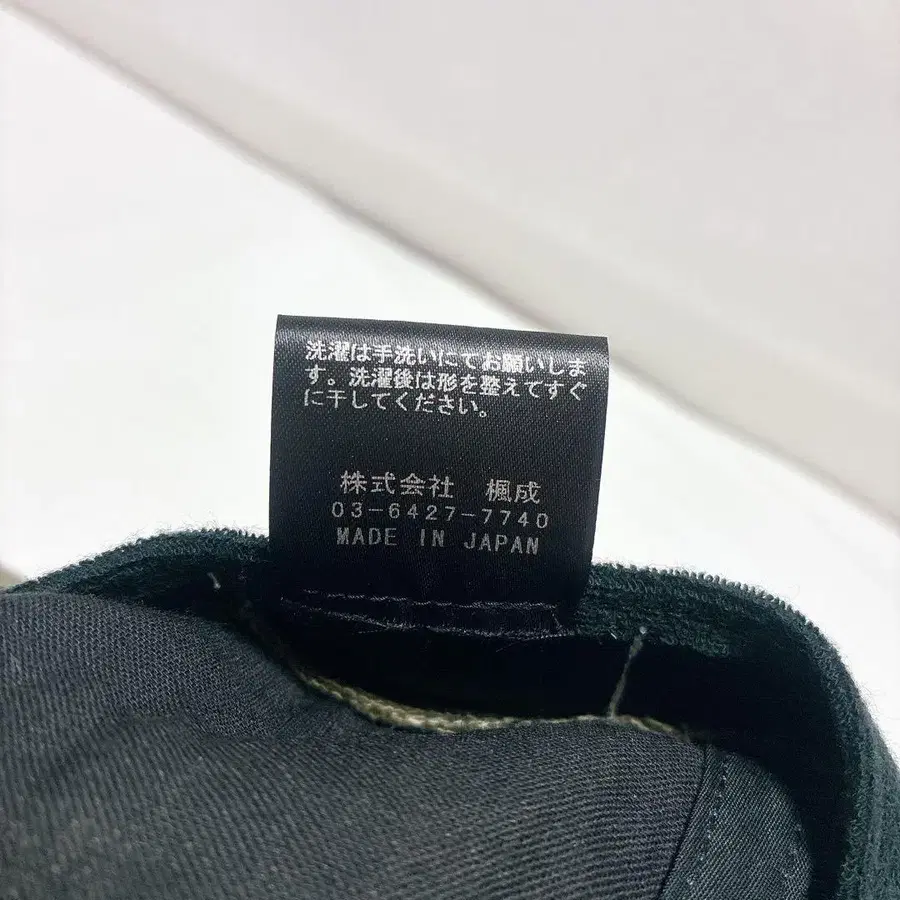 洗濯は手洗いにてお願いしま
す。洗濯後は形を整えてすぐ
に干してください。
株式会社 楓成
03-6427-7740
MADE IN JAPAN